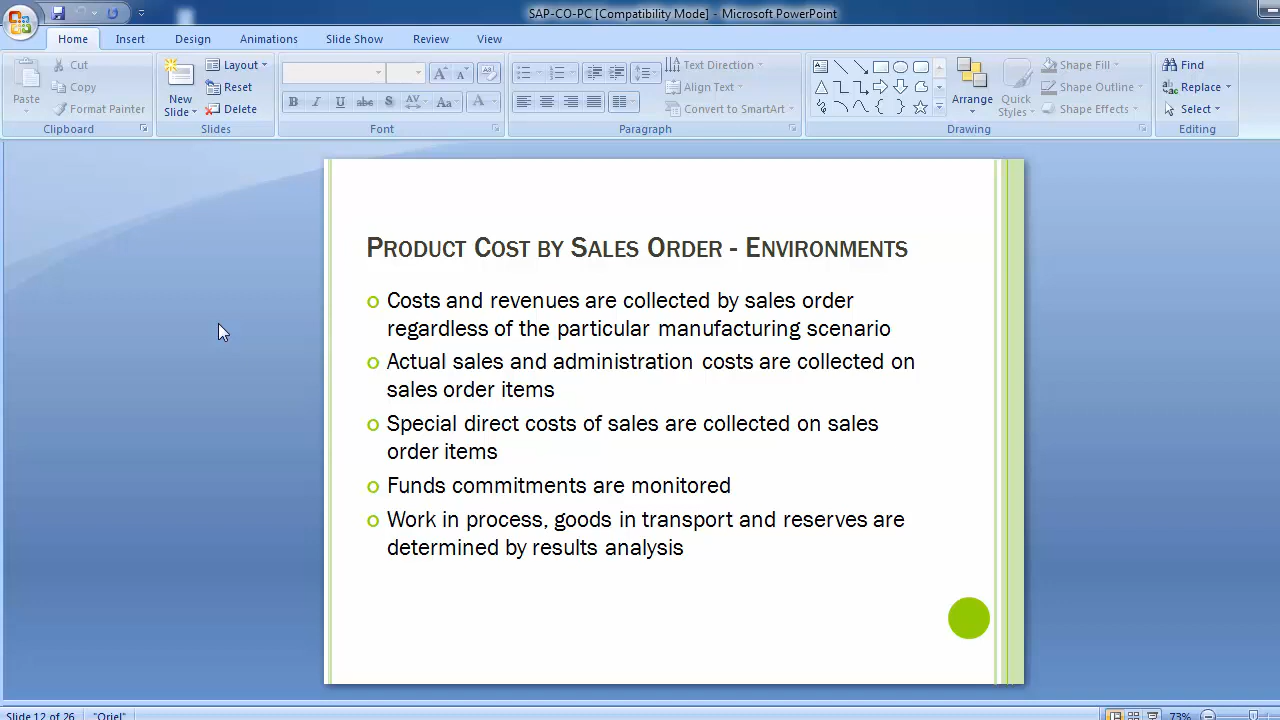 SAP-CO-PC [Compatibility Mode] - Microsoft PowerPoint
Home Insert Design Animations Slide Show Review View
Paste
Cut
Copy
Format Painter
Clipboard
New
Slide
Layout
Reset
Delete
Slides
B I U abc S AV Aa A
Font
Text Direction
Align Text
Convert to SmartArt
Paragraph
Arrange
Quick
Styles
Shape Fill
Shape Outline
Shape Effects
Drawing
Find
Replace
Select
Editing
PRODUCT COST BY SALES ORDER - ENVIRONMENTS
Costs and revenues are collected by sales order
regardless of the particular manufacturing scenario
Actual sales and administration costs are collected on
sales order items
Special direct costs of sales are collected on sales
order items
Funds commitments are monitored
Work in process, goods in transport and reserves are
determined by results analysis
Slide 12 of 26 "Oriel" 73%